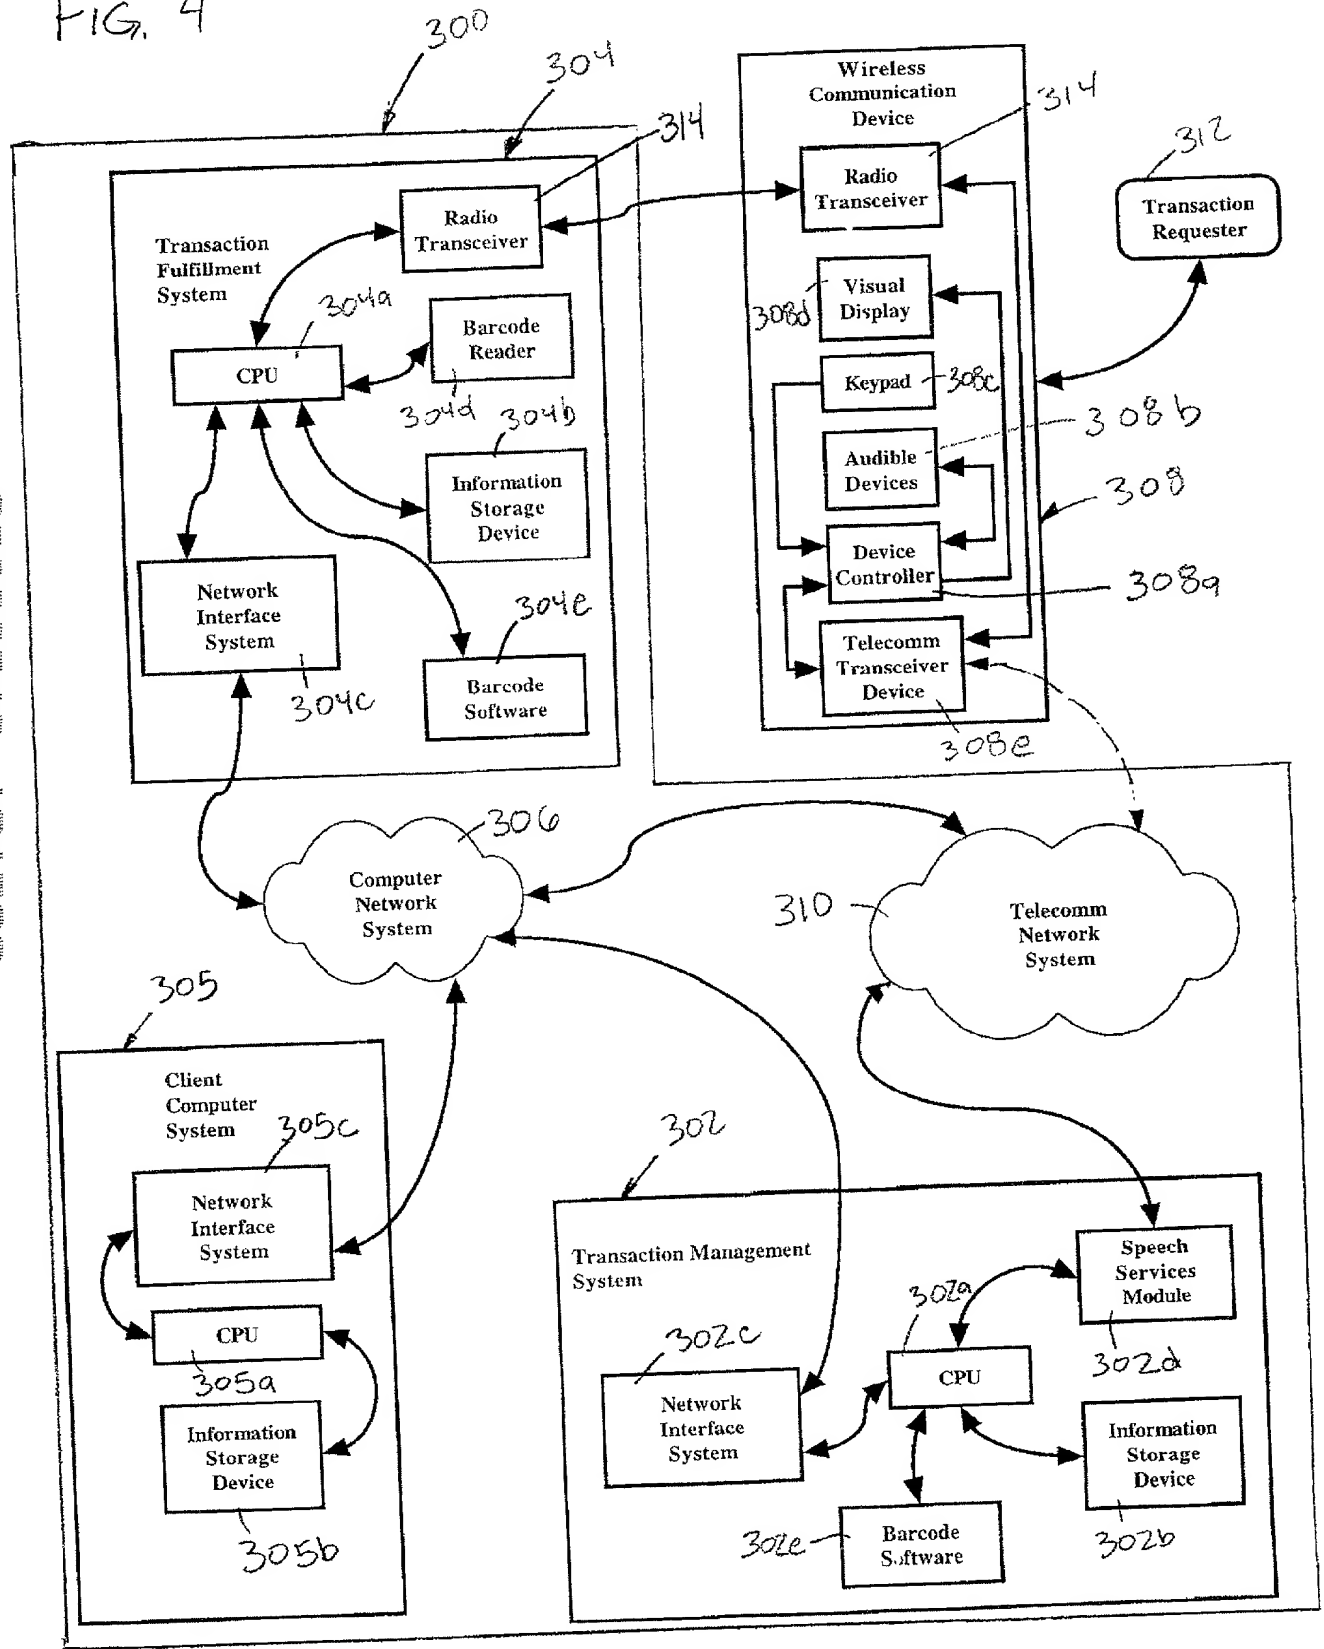 FIG. 4
300
304
314
Transaction
Fulfillment
System
Radio
Transceiver
304a
CPU
Barcode
Reader
304d
304b
Information
Storage
Device
Network
Interface
System
304c
304e
Barcode
Software
Wireless
Communication
Device
314
Radio
Transceiver
312
Transaction
Requester
Visual
Display
308d
Keypad
308c
Audible
Devices
308b
308
Device
Controller
308a
Telecomm
Transceiver
Device
308e
306
Computer
Network
System
310
Telecomm
Network
System
305
Client
Computer
System
305c
Network
Interface
System
CPU
305a
Information
Storage
Device
305b
302
Transaction Management
System
Speech
Services
Module
302d
302a
CPU
302c
Network
Interface
System
Information
Storage
Device
302b
302e
Barcode
Software